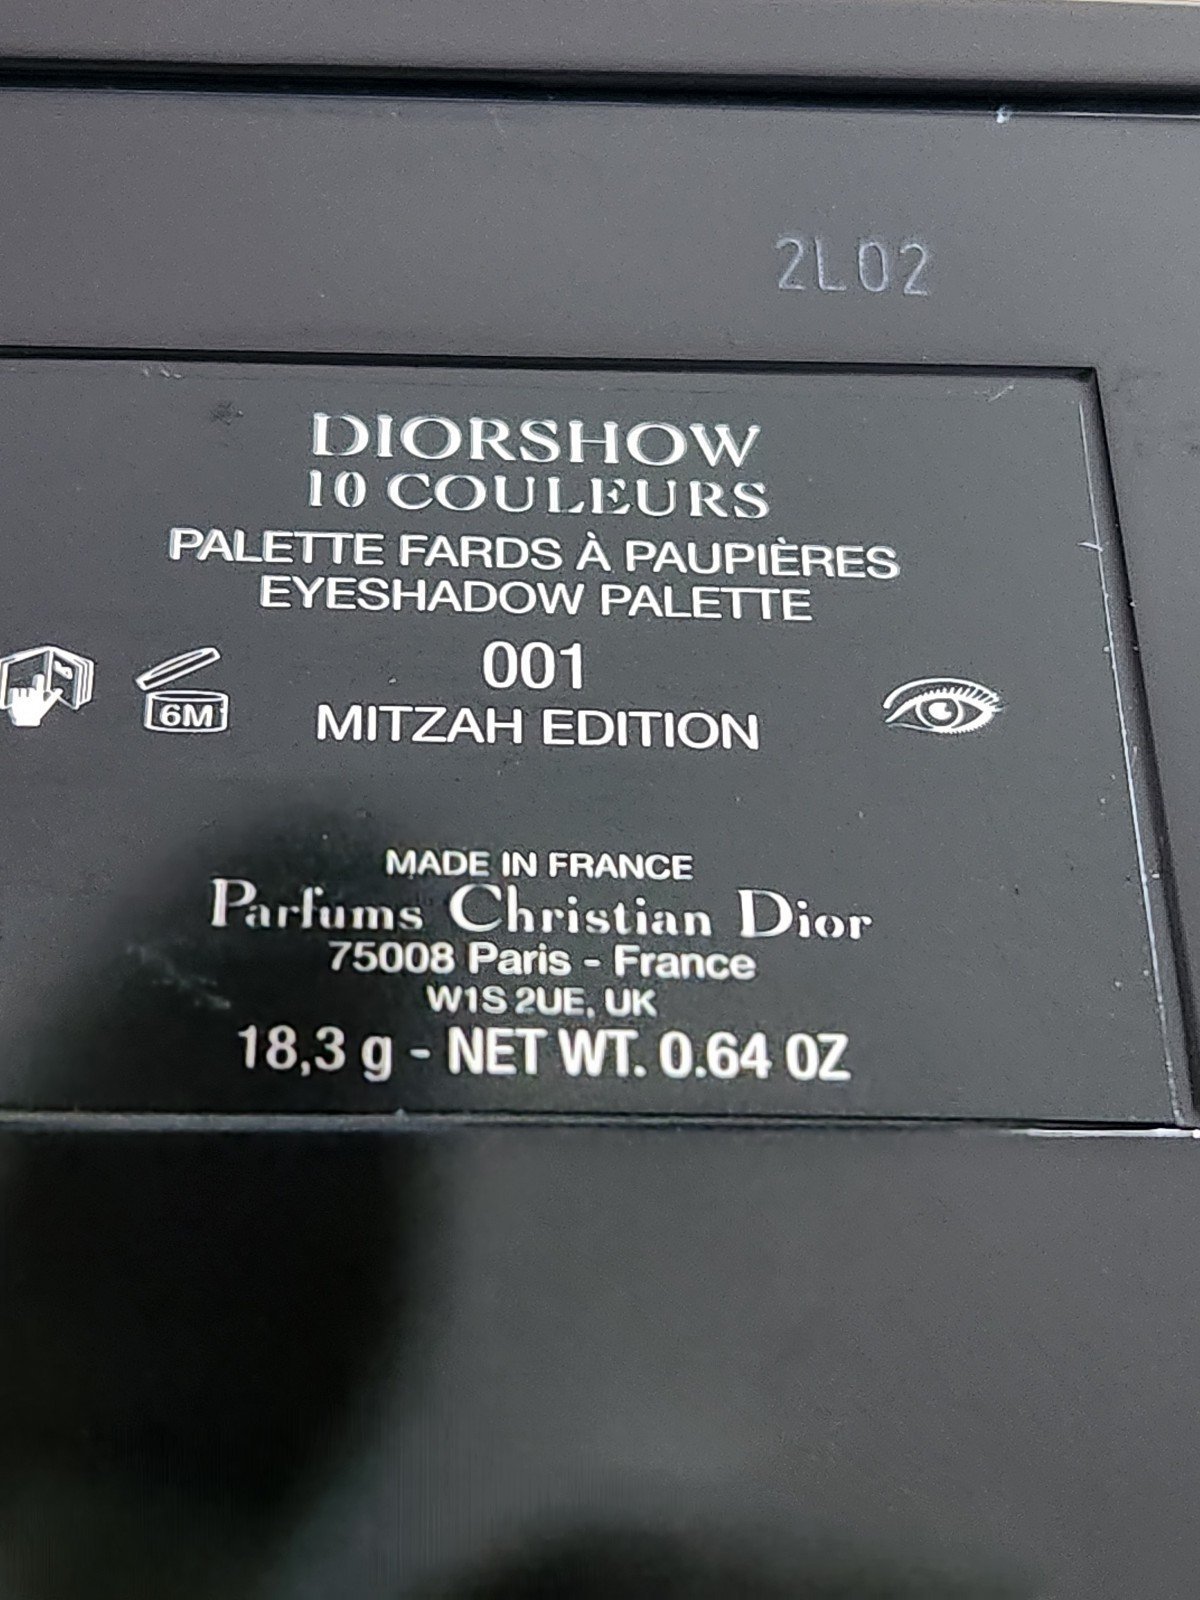 2L02
DIORSHOW
10 COULEURS
PALETTE FARDS À PAUPIÈRES
EYESHADOW PALETTE
001
6M
MITZAH EDITION
MADE IN FRANCE
Parfums Christian Dior
75008 Paris - France
W1S 2UE, UK
18,3 g - NET WT. 0.64 OZ